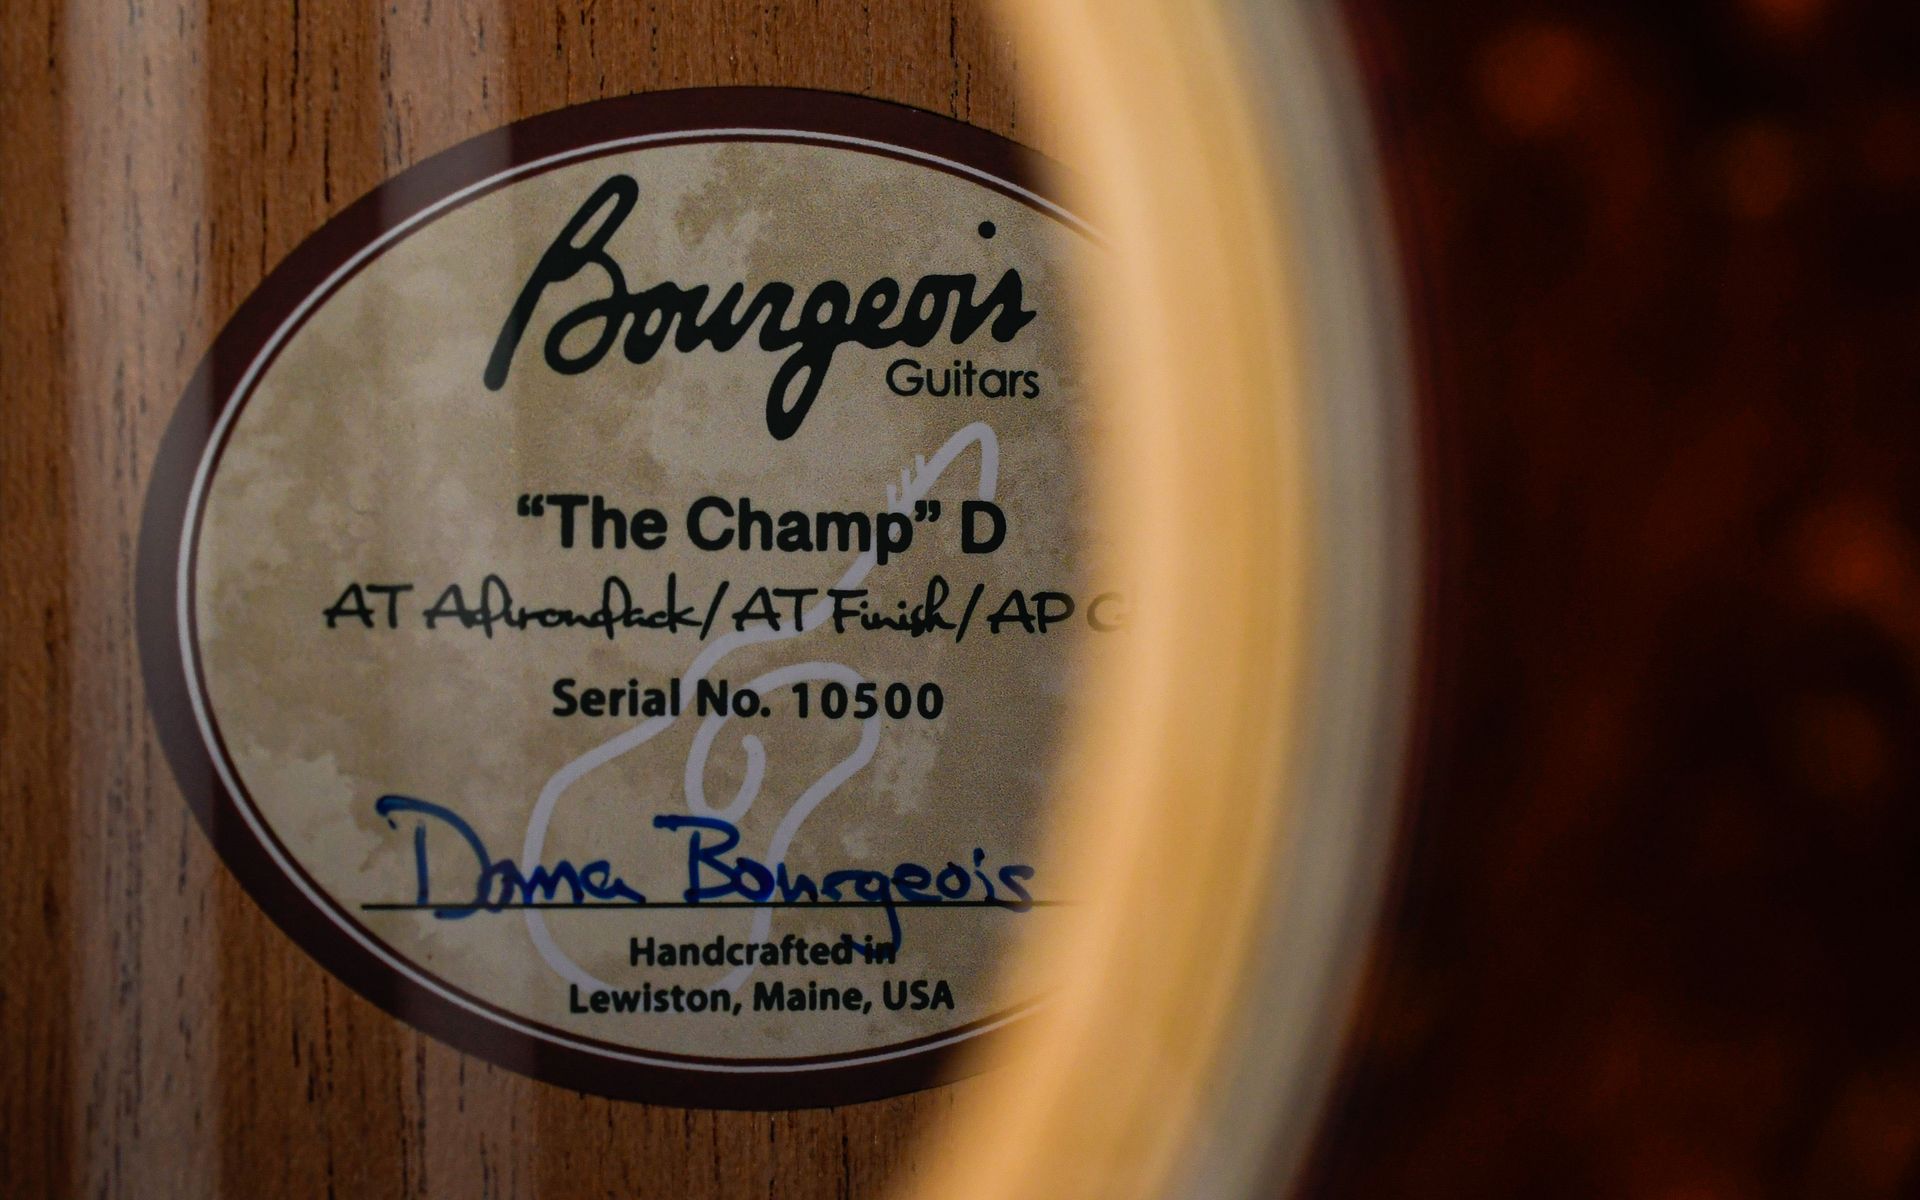 Bourgeois
Guitars
“The Champ” D
AT Adirondack/AT Finish/AP
Serial No. 10500
Dana Bourgeois
Handcrafted in
Lewiston, Maine, USA